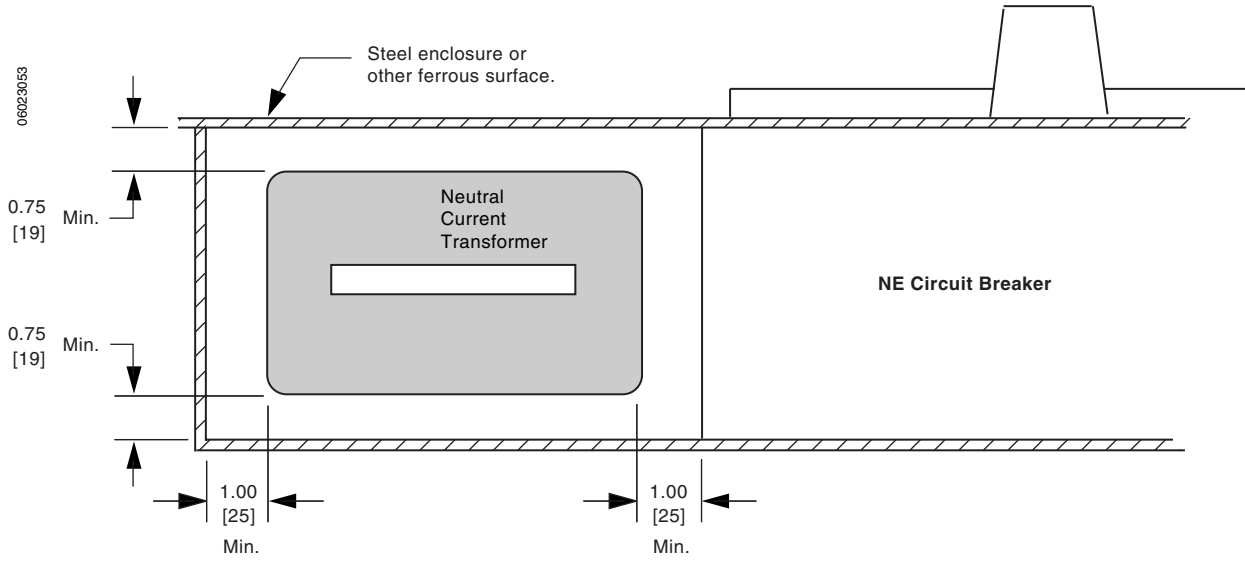 06023053
Steel enclosure or
other ferrous surface.
0.75
[19]
Min.
Neutral
Current
Transformer
NE Circuit Breaker
0.75
[19]
Min.
1.00
[25]
Min.
1.00
[25]
Min.